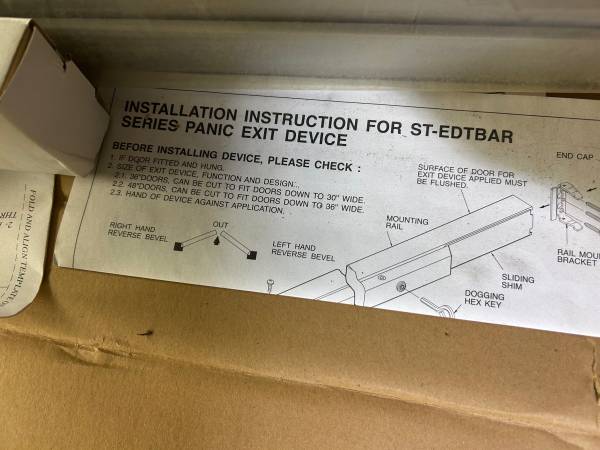 INSTALLATION INSTRUCTION FOR ST-EDTBAR
SERIES PANIC EXIT DEVICE
BEFORE INSTALLING DEVICE, PLEASE CHECK :
1. IF DOOR FITTED AND HUNG.
2. SIZE OF EXIT DEVICE, FUNCTION AND DESIGN..
2.1. 36"DOORS, CAN BE CUT TO FIT DOORS DOWN TO 30" WIDE.
2.2. 48"DOORS, CAN BE CUT TO FIT DOORS DOWN TO 36" WIDE.
2.3. HAND OF DEVICE AGAINST APPLICATION.
RIGHT HAND
REVERSE BEVEL
OUT
LEFT HAND
REVERSE BEVEL
MOUNTING
RAIL
SURFACE OF DOOR FOR
EXIT DEVICE APPLIED MUST
BE FLUSHED.
END CAP
RAIL MOU
BRACKET
SLIDING
SHIM
DOGGING
HEX KEY
FOLD AND ALIGN TEMPLATE